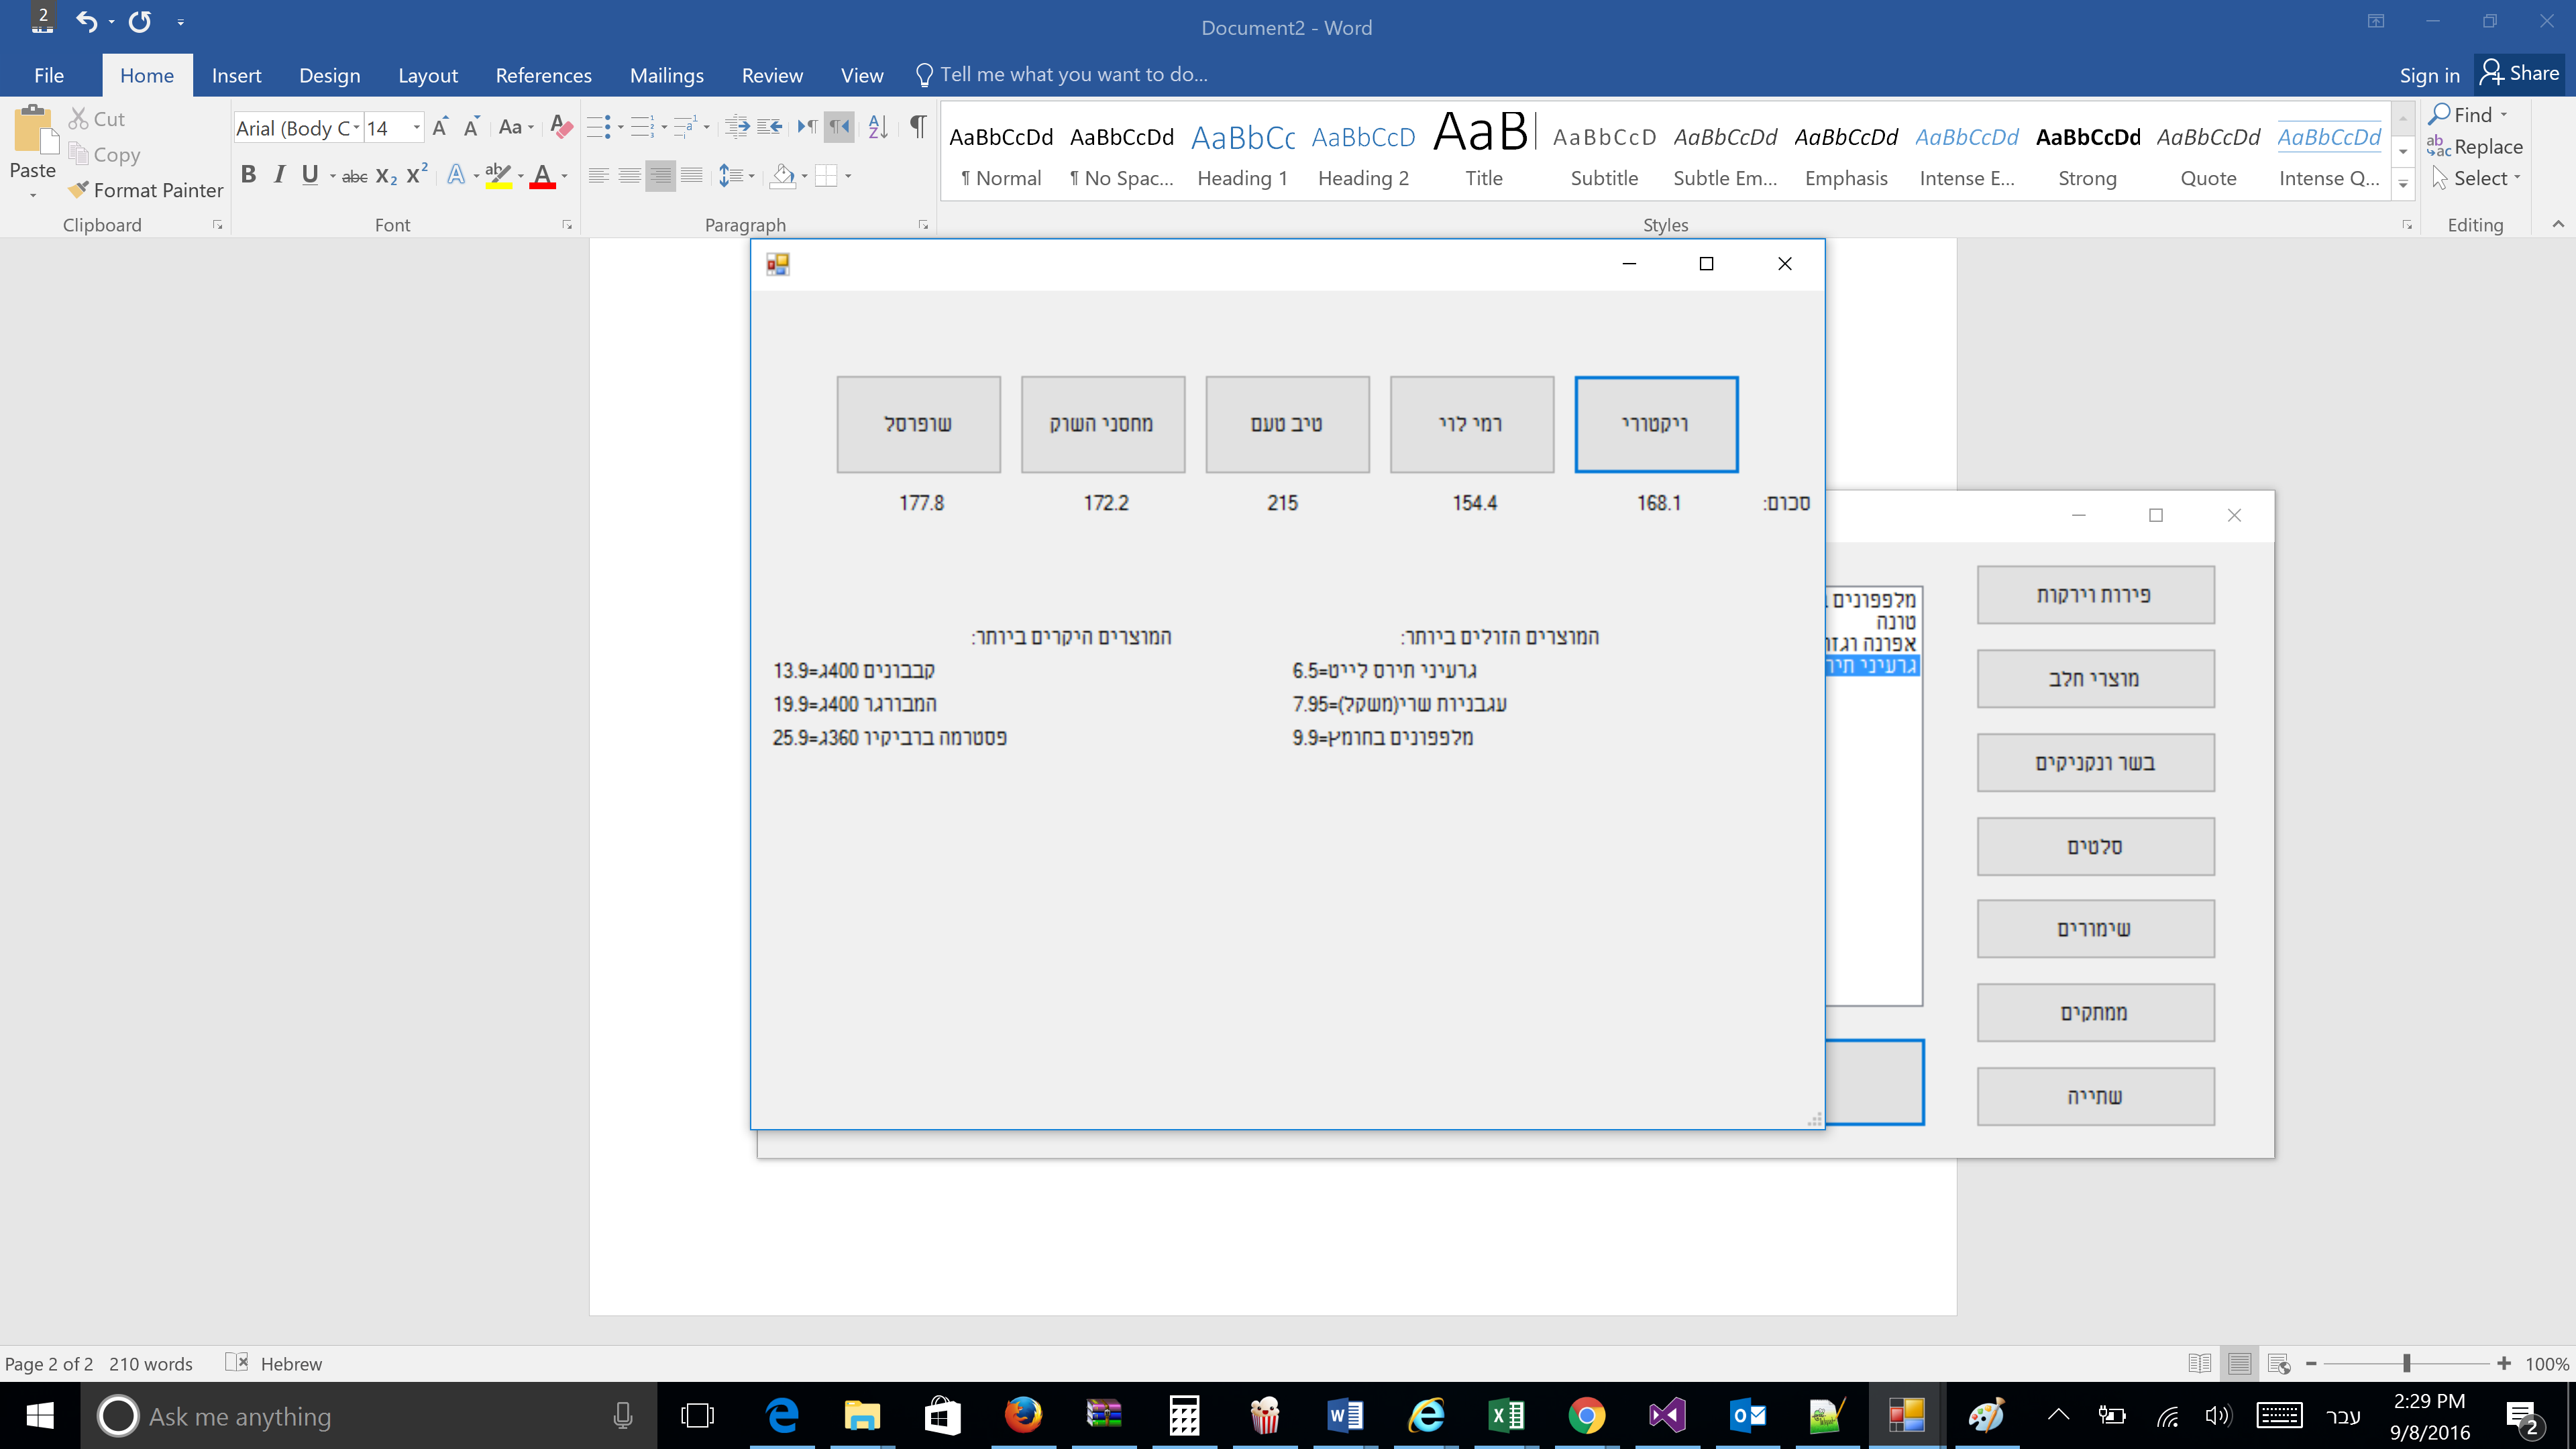 2
Document2 - Word
File Home Insert Design Layout References Mailings Review View Tell me what you want to do... Sign in Share
Paste
Cut
Copy
Format Painter
Clipboard
Arial (Body C 14
Font
Paragraph
AaBbCcDd AaBbCcDd AaBbCc AaBbCcD AaB AaBbCcD AaBbCcDd AaBbCcDd AaBbCcDd AaBbCcDd AaBbCcDd AaBbCcDd
¶ Normal ¶ No Spac... Heading 1 Heading 2 Title Subtitle Subtle Em... Emphasis Intense E... Strong Quote Intense Q...
Styles
Find
Replace
Select
Editing
ויקטורי רמי לוי טיב טעם מחסני השוק שופרסל
סכום: 168.1 154.4 215 172.2 177.8
המוצרים הזולים ביותר:
גרעיני תירס לייט=6.5
עגבניות שרי(משקל)=7.95
מלפפונים בחומץ=9.9
המוצרים היקרים ביותר:
קבבונים 400ג=13.9
המבורגר 400ג=19.9
פסטרמה ברביקיו 360ג=25.9
פירות וירקות
מוצרי חלב
בשר ונקניקים
סלטים
שימורים
ממתקים
שתייה
מלפפונים
טונה
אפונה וגזר
גרעיני תירס
Page 2 of 2 210 words Hebrew
100%
Ask me anything
עבר
2:29 PM
9/8/2016
2